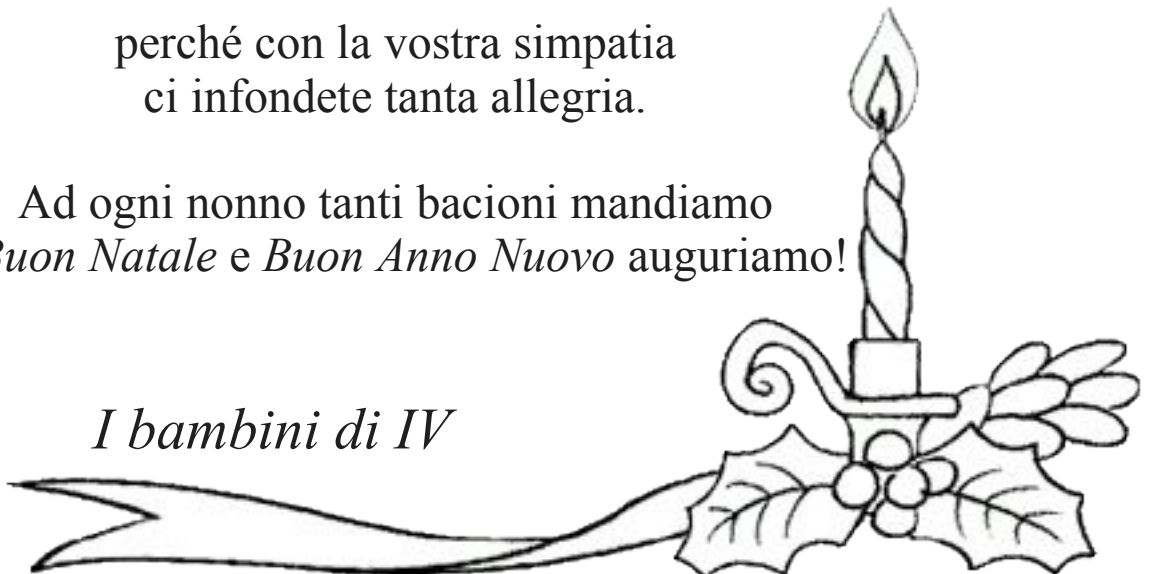 perché con la vostra simpatia
ci infondete tanta allegria.
Ad ogni nonno tanti bacioni mandiamo
Buon Natale e Buon Anno Nuovo auguriamo!
I bambini di IV